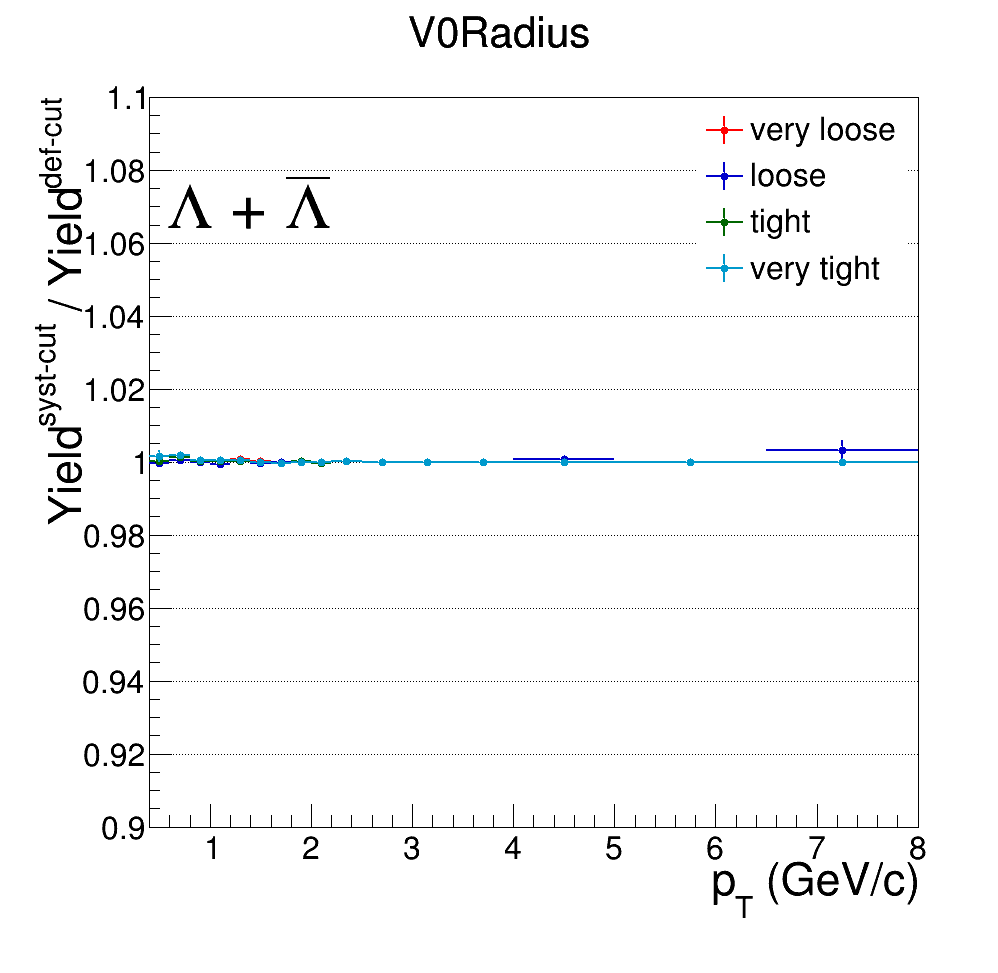 V0Radius
Yield^syst-cut / Yield^def-cut
1.1
1.08
1.06
1.04
1.02
1
0.98
0.96
0.94
0.92
0.9
Λ + Λ̅
very loose
loose
tight
very tight
1 2 3 4 5 6 7 8
p_T (GeV/c)